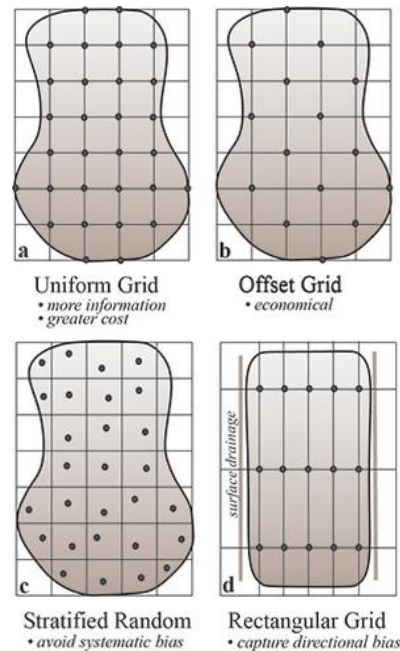 a
Uniform Grid
• more information
• greater cost
b
Offset Grid
• economical
c
Stratified Random
• avoid systematic bias
surface drainage
d
Rectangular Grid
• capture directional bias